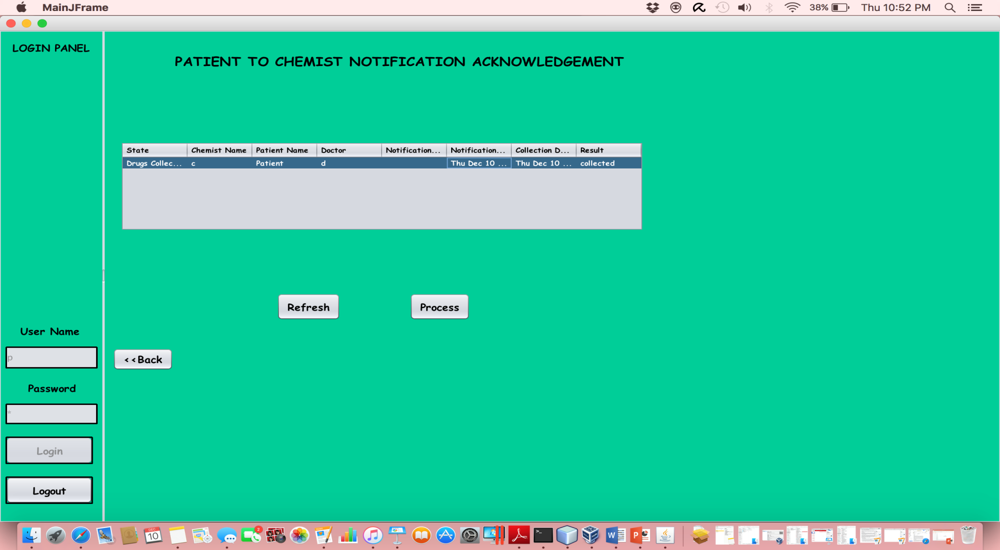 MainJFrame
38%
Thu 10:52 PM
LOGIN PANEL
PATIENT TO CHEMIST NOTIFICATION ACKNOWLEDGEMENT
State Chemist Name Patient Name Doctor Notification... Notification... Collection D... Result
Drugs Collec... c Patient d Thu Dec 10 ... Thu Dec 10 ... collected
Refresh
Process
User Name
p
<<Back
Password
*
Login
Logout
DEC
10
2